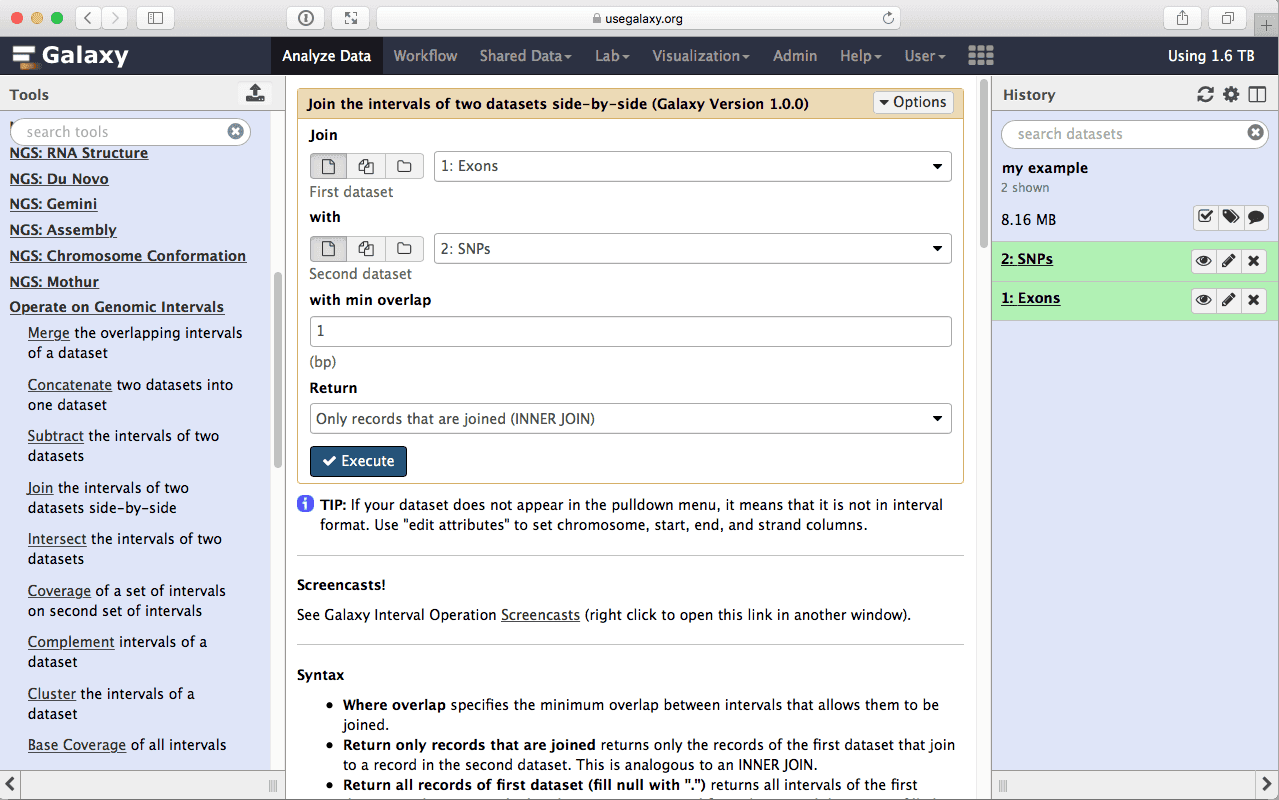 usegalaxy.org
Galaxy
Analyze Data Workflow Shared Data Lab Visualization Admin Help User Using 1.6 TB
Tools
search tools
NGS: RNA Structure
NGS: Du Novo
NGS: Gemini
NGS: Assembly
NGS: Chromosome Conformation
NGS: Mothur
Operate on Genomic Intervals
Merge the overlapping intervals
of a dataset
Concatenate two datasets into
one dataset
Subtract the intervals of two
datasets
Join the intervals of two
datasets side-by-side
Intersect the intervals of two
datasets
Coverage of a set of intervals
on second set of intervals
Complement intervals of a
dataset
Cluster the intervals of a
dataset
Base Coverage of all intervals
Join the intervals of two datasets side-by-side (Galaxy Version 1.0.0)
Options
Join
1: Exons
First dataset
with
2: SNPs
Second dataset
with min overlap
1
(bp)
Return
Only records that are joined (INNER JOIN)
Execute
TIP: If your dataset does not appear in the pulldown menu, it means that it is not in interval
format. Use "edit attributes" to set chromosome, start, end, and strand columns.
Screencasts!
See Galaxy Interval Operation Screencasts (right click to open this link in another window).
Syntax
• Where overlap specifies the minimum overlap between intervals that allows them to be
joined.
• Return only records that are joined returns only the records of the first dataset that join
to a record in the second dataset. This is analogous to an INNER JOIN.
• Return all records of first dataset (fill null with ".") returns all intervals of the first
History
search datasets
my example
2 shown
8.16 MB
2: SNPs
1: Exons